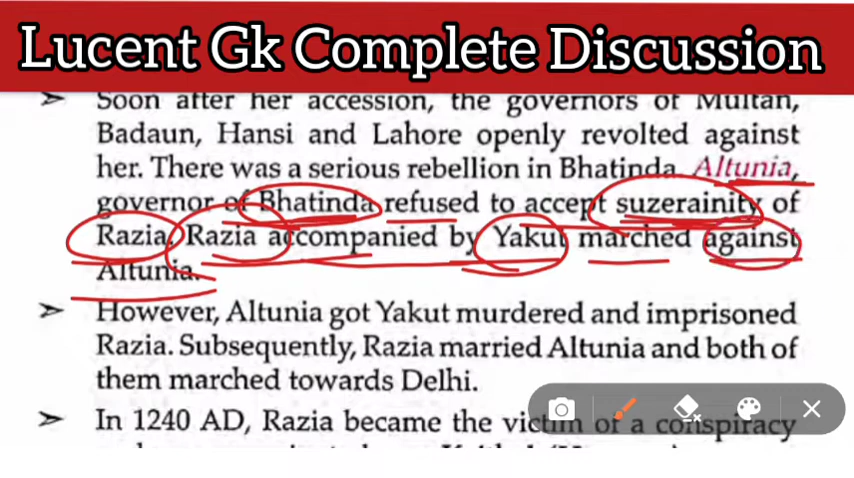 Lucent Gk Complete Discussion
➢ Soon after her accession, the governors of Multan,
Badaun, Hansi and Lahore openly revolted against
her. There was a serious rebellion in Bhatinda. Altunia,
governor of Bhatinda refused to accept suzerainity of
Razia. Razia accompanied by Yakut marched against
Altunia.
➢ However, Altunia got Yakut murdered and imprisoned
Razia. Subsequently, Razia married Altunia and both of
them marched towards Delhi.
➢ In 1240 AD, Razia became the victim of a conspiracy